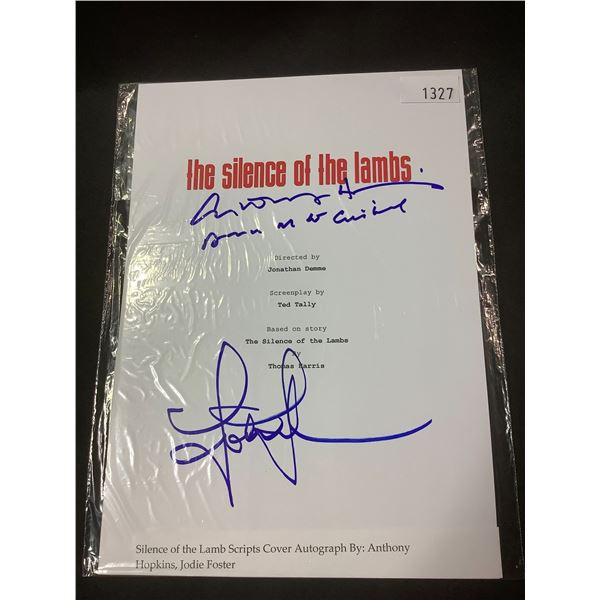 1327
the silence of the lambs
Anthony H
Directed by
Jonathan Demme
Screenplay by
Ted Tally
Based on story
The Silence of the Lambs
By
Thomas Harris
Silence of the Lamb Scripts Cover Autograph By: Anthony
Hopkins, Jodie Foster